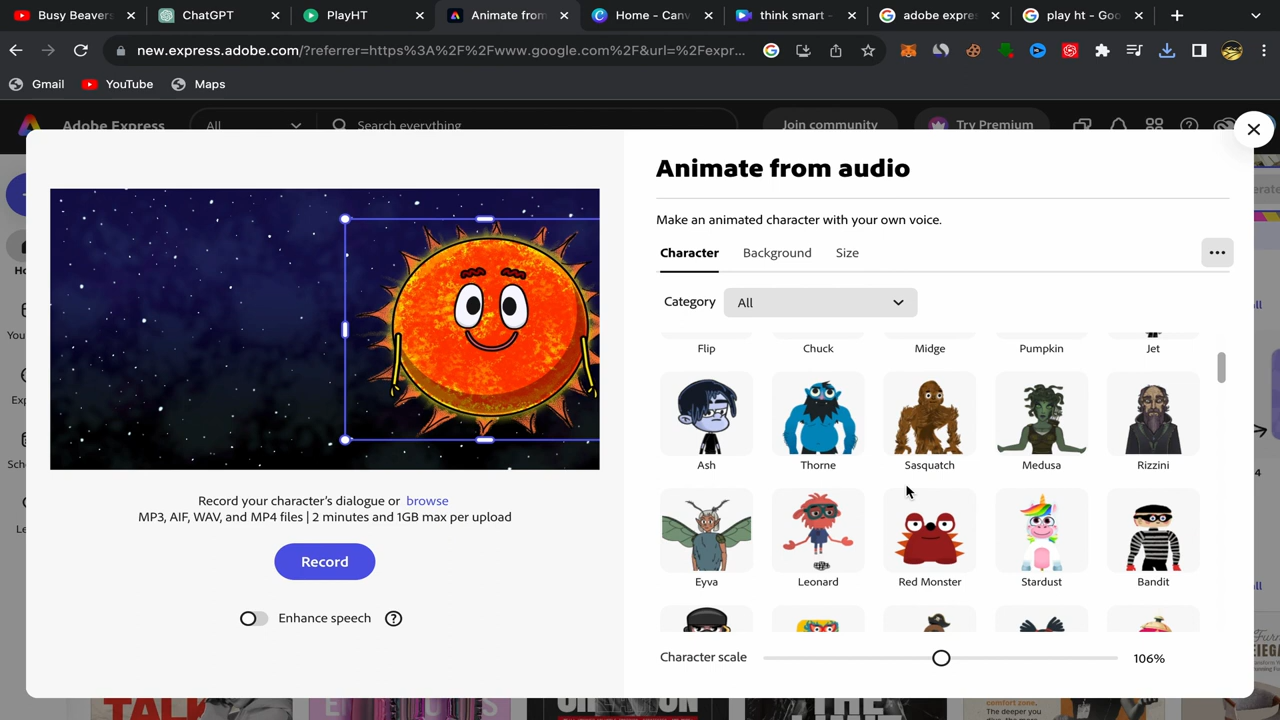 Busy Beavers
ChatGPT
PlayHT
Animate from
Home - Canv
think smart -
adobe expre
play ht - Goo
new.express.adobe.com/?referrer=https%3A%2F%2Fwww.google.com%2F&url=%2Fexpr...
Gmail
YouTube
Maps
Adobe Express
All
Search everything
Join community
Try Premium
Animate from audio
Make an animated character with your own voice.
Character
Background
Size
Category
All
Flip
Chuck
Midge
Pumpkin
Jet
Ash
Thorne
Sasquatch
Medusa
Rizzini
Eyva
Leonard
Red Monster
Stardust
Bandit
Character scale
106%
Record your character's dialogue or browse
MP3, AIF, WAV, and MP4 files | 2 minutes and 1GB max per upload
Record
Enhance speech
TALK